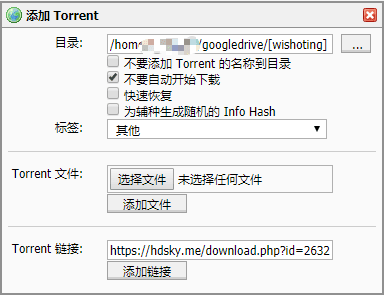 添加 Torrent
目录: /hom /googledrive/[wishoting] ...
不要添加 Torrent 的名称到目录
不要自动开始下载
快速恢复
为辅种生成随机的 Info Hash
标签: 其他
Torrent 文件: 选择文件 未选择任何文件
添加文件
Torrent 链接: https://hdsky.me/download.php?id=2632
添加链接